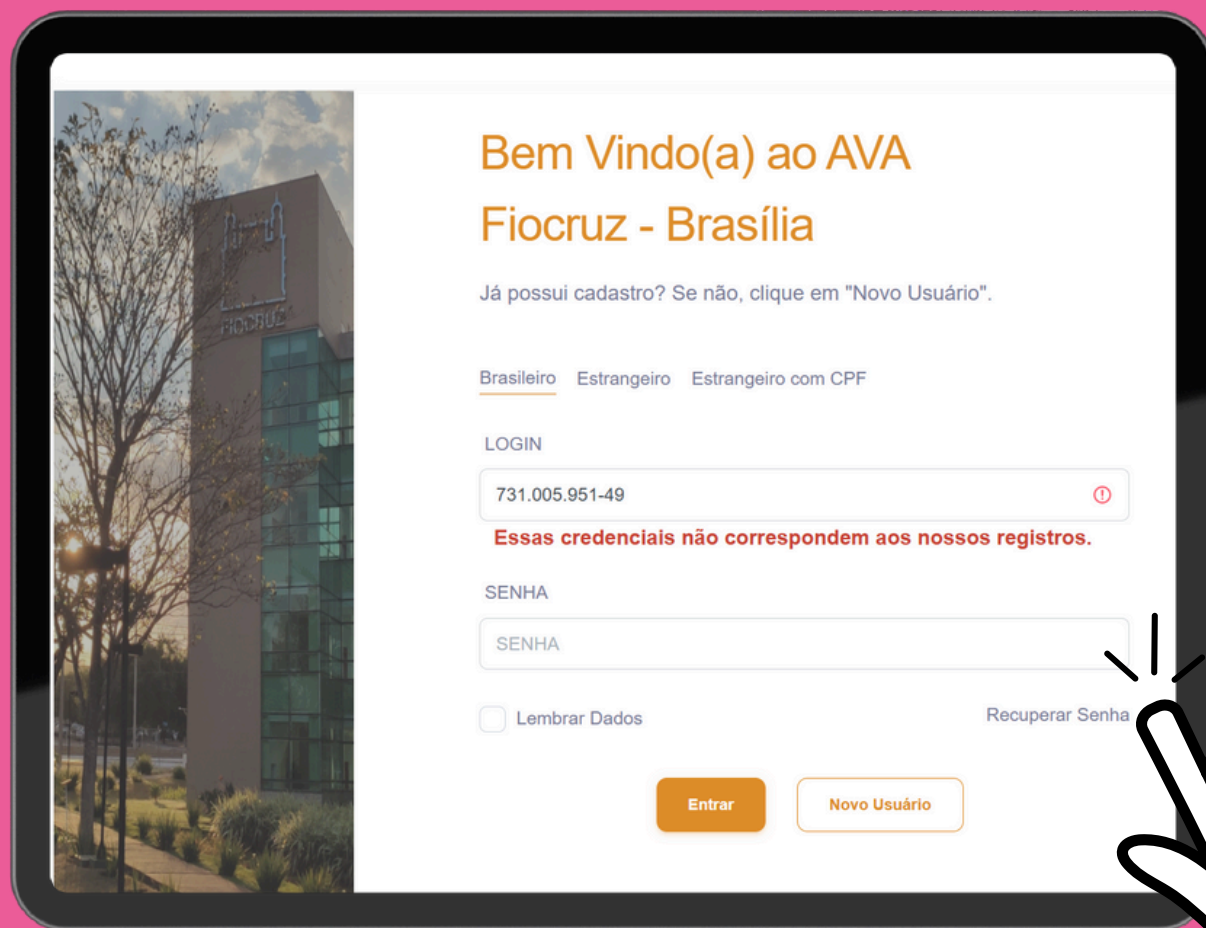 Bem Vindo(a) ao AVA
Fiocruz - Brasília
Já possui cadastro? Se não, clique em "Novo Usuário".
Brasileiro Estrangeiro Estrangeiro com CPF
LOGIN
731.005.951-49
Essas credenciais não correspondem aos nossos registros.
SENHA
SENHA
Lembrar Dados Recuperar Senha
Entrar Novo Usuário
FIOCRUZ